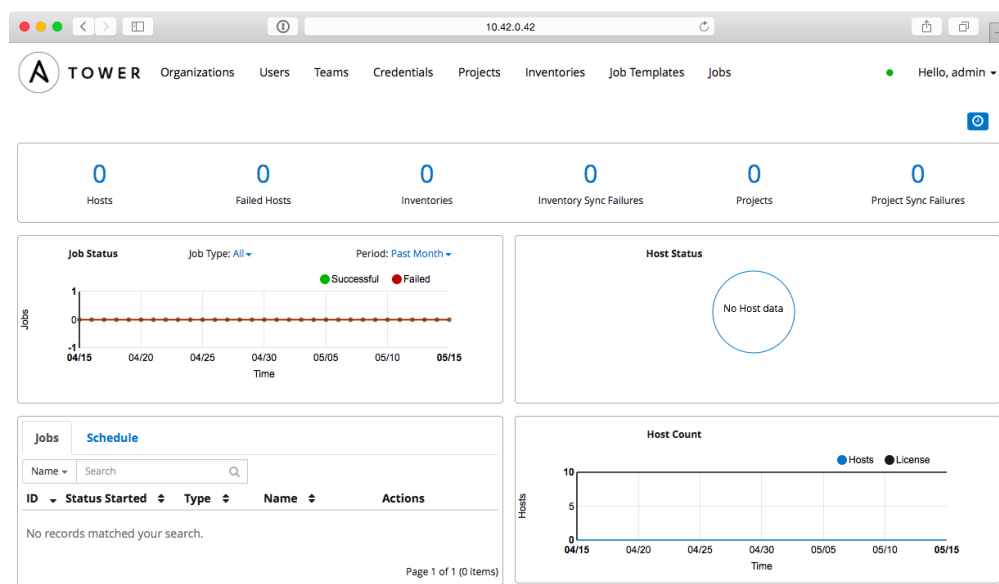 10.42.0.42
A TOWER Organizations Users Teams Credentials Projects Inventories Job Templates Jobs Hello, admin
0 0 0 0 0 0
Hosts Failed Hosts Inventories Inventory Sync Failures Projects Project Sync Failures
Job Status Job Type: All Period: Past Month
Successful Failed
1
0
-1
Jobs
04/15 04/20 04/25 04/30 05/05 05/10 05/15
Time
Host Status
No Host data
Jobs Schedule
Name Search
ID Status Started Type Name Actions
No records matched your search.
Page 1 of 1 (0 items)
Host Count
Hosts License
10
5
0
Hosts
04/15 04/20 04/25 04/30 05/05 05/10 05/15
Time